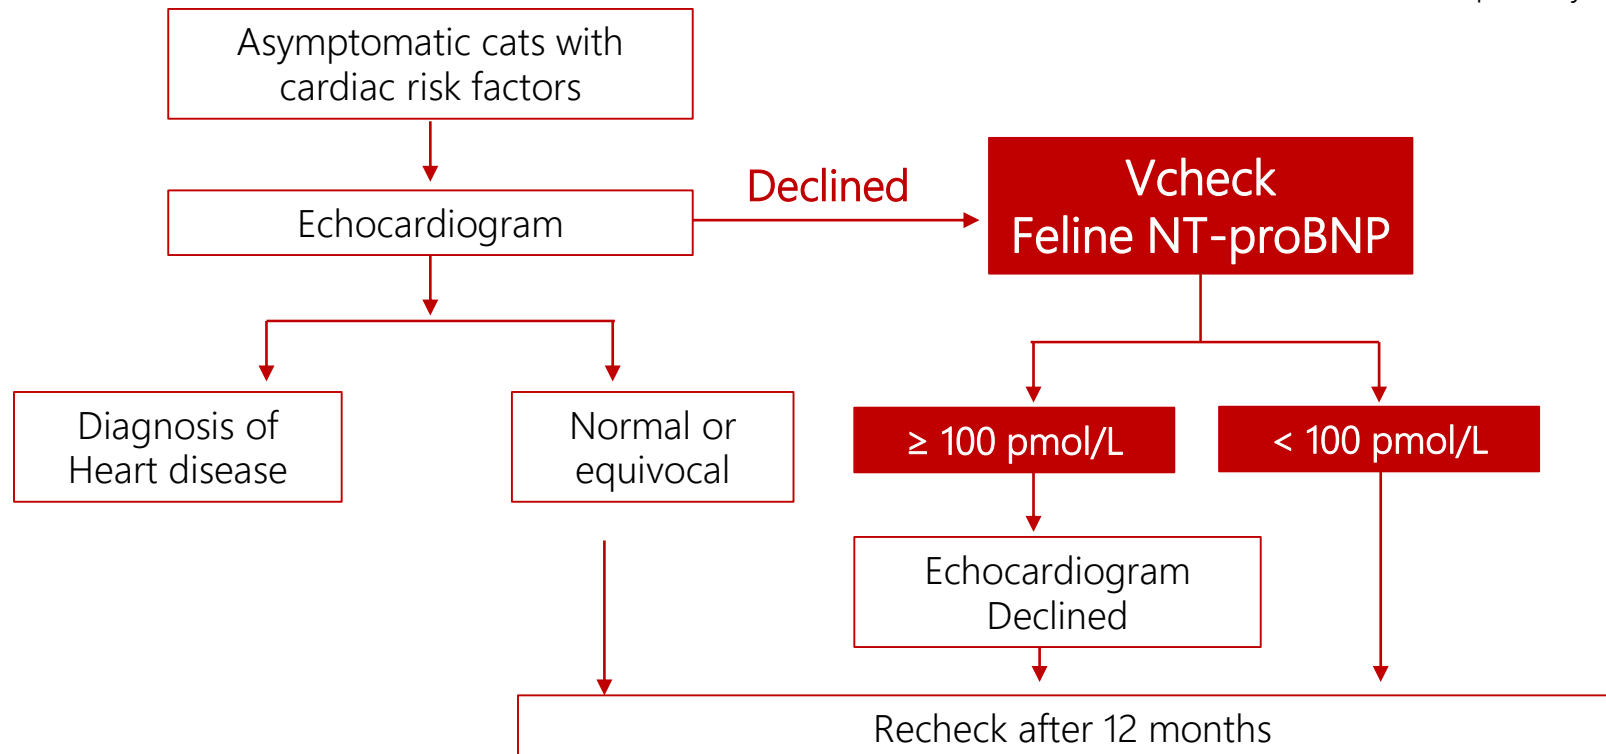 Asymptomatic cats with
cardiac risk factors
Echocardiogram
Declined
Vcheck
Feline NT-proBNP
Diagnosis of
Heart disease
Normal or
equivocal
≥ 100 pmol/L
< 100 pmol/L
Echocardiogram
Declined
Recheck after 12 months